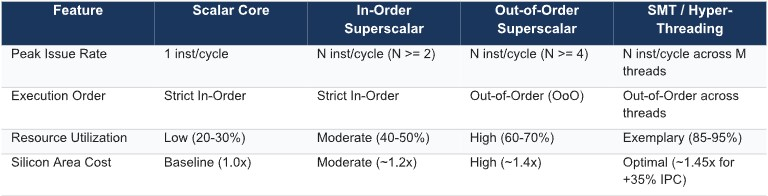 Feature Scalar Core In-Order Superscalar Out-of-Order Superscalar SMT / Hyper-Threading
Peak Issue Rate 1 inst/cycle N inst/cycle (N >= 2) N inst/cycle (N >= 4) N inst/cycle across M threads
Execution Order Strict In-Order Strict In-Order Out-of-Order (OoO) Out-of-Order across threads
Resource Utilization Low (20-30%) Moderate (40-50%) High (60-70%) Exemplary (85-95%)
Silicon Area Cost Baseline (1.0x) Moderate (~1.2x) High (~1.4x) Optimal (~1.45x for +35% IPC)